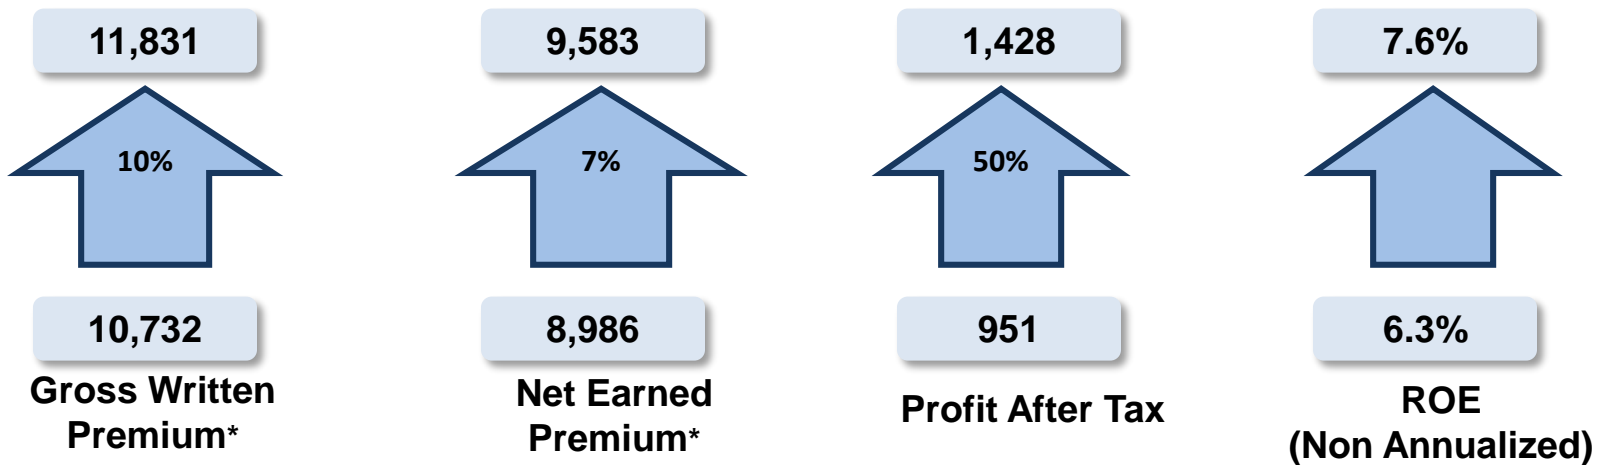 11,831
9,583
1,428
7.6%
10%
7%
50%
10,732
8,986
951
6.3%
Gross Written
Premium*
Net Earned
Premium*
Profit After Tax
ROE
(Non Annualized)